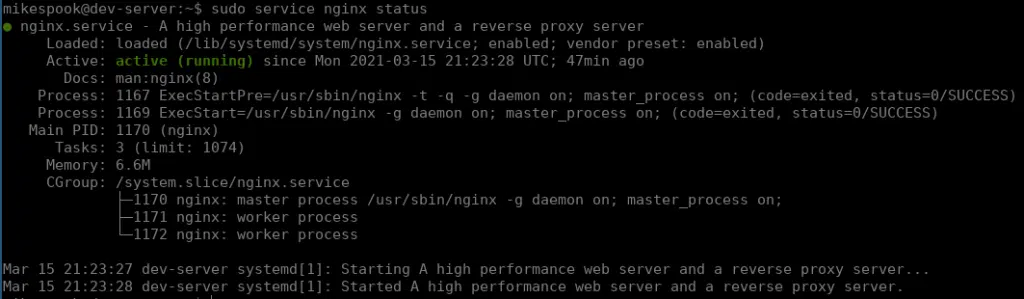 mikespook@dev-server:~$ sudo service nginx status
● nginx.service - A high performance web server and a reverse proxy server
Loaded: loaded (/lib/systemd/system/nginx.service; enabled; vendor preset: enabled)
Active: active (running) since Mon 2021-03-15 21:23:28 UTC; 47min ago
Docs: man:nginx(8)
Process: 1167 ExecStartPre=/usr/sbin/nginx -t -q -g daemon on; master_process on; (code=exited, status=0/SUCCESS)
Process: 1169 ExecStart=/usr/sbin/nginx -g daemon on; master_process on; (code=exited, status=0/SUCCESS)
Main PID: 1170 (nginx)
Tasks: 3 (limit: 1074)
Memory: 6.6M
CGroup: /system.slice/nginx.service
├─1170 nginx: master process /usr/sbin/nginx -g daemon on; master_process on;
├─1171 nginx: worker process
└─1172 nginx: worker process
Mar 15 21:23:27 dev-server systemd[1]: Starting A high performance web server and a reverse proxy server...
Mar 15 21:23:28 dev-server systemd[1]: Started A high performance web server and a reverse proxy server.